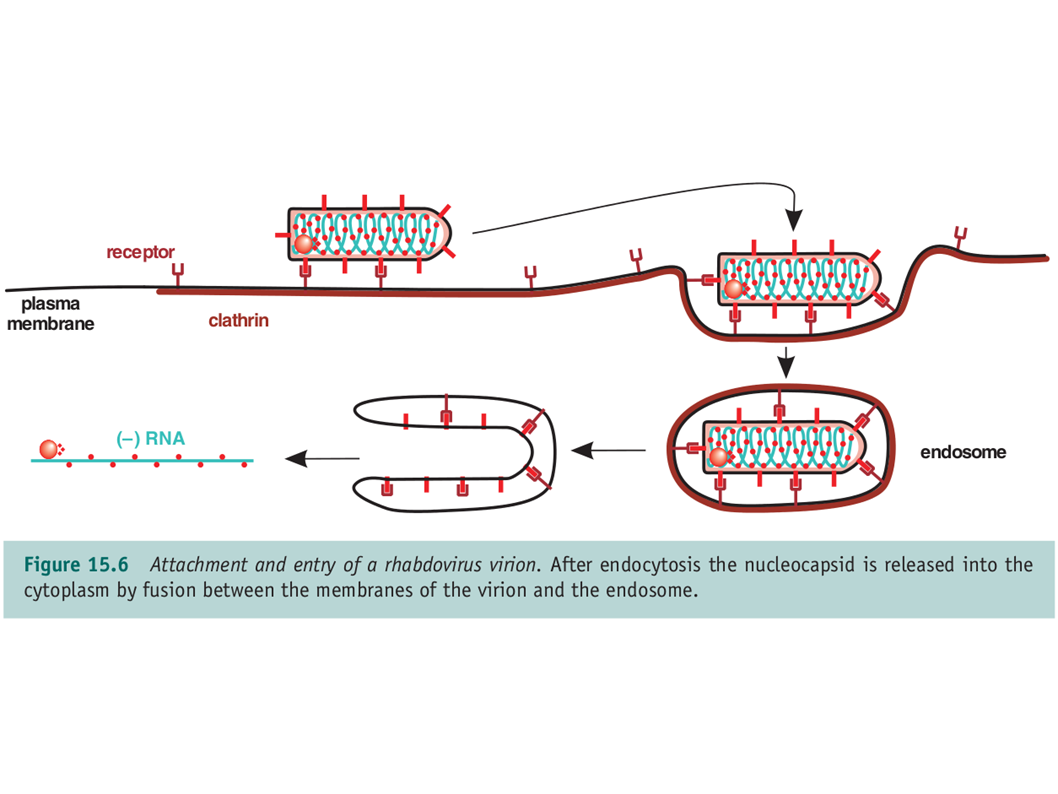 receptor
plasma
membrane
clathrin
(–) RNA
endosome
Figure 15.6 Attachment and entry of a rhabdovirus virion. After endocytosis the nucleocapsid is released into the
cytoplasm by fusion between the membranes of the virion and the endosome.